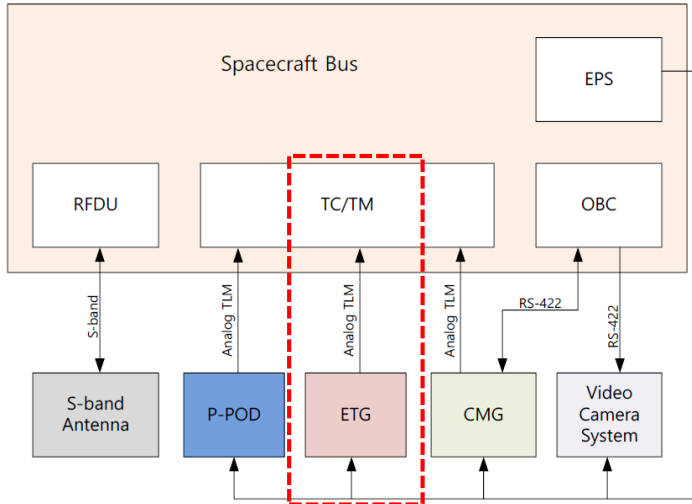 Spacecraft Bus
EPS
RFDU
TC/TM
OBC
S-band
Analog TLM
Analog TLM
Analog TLM
RS-422
RS-422
S-band
Antenna
P-POD
ETG
CMG
Video
Camera
System